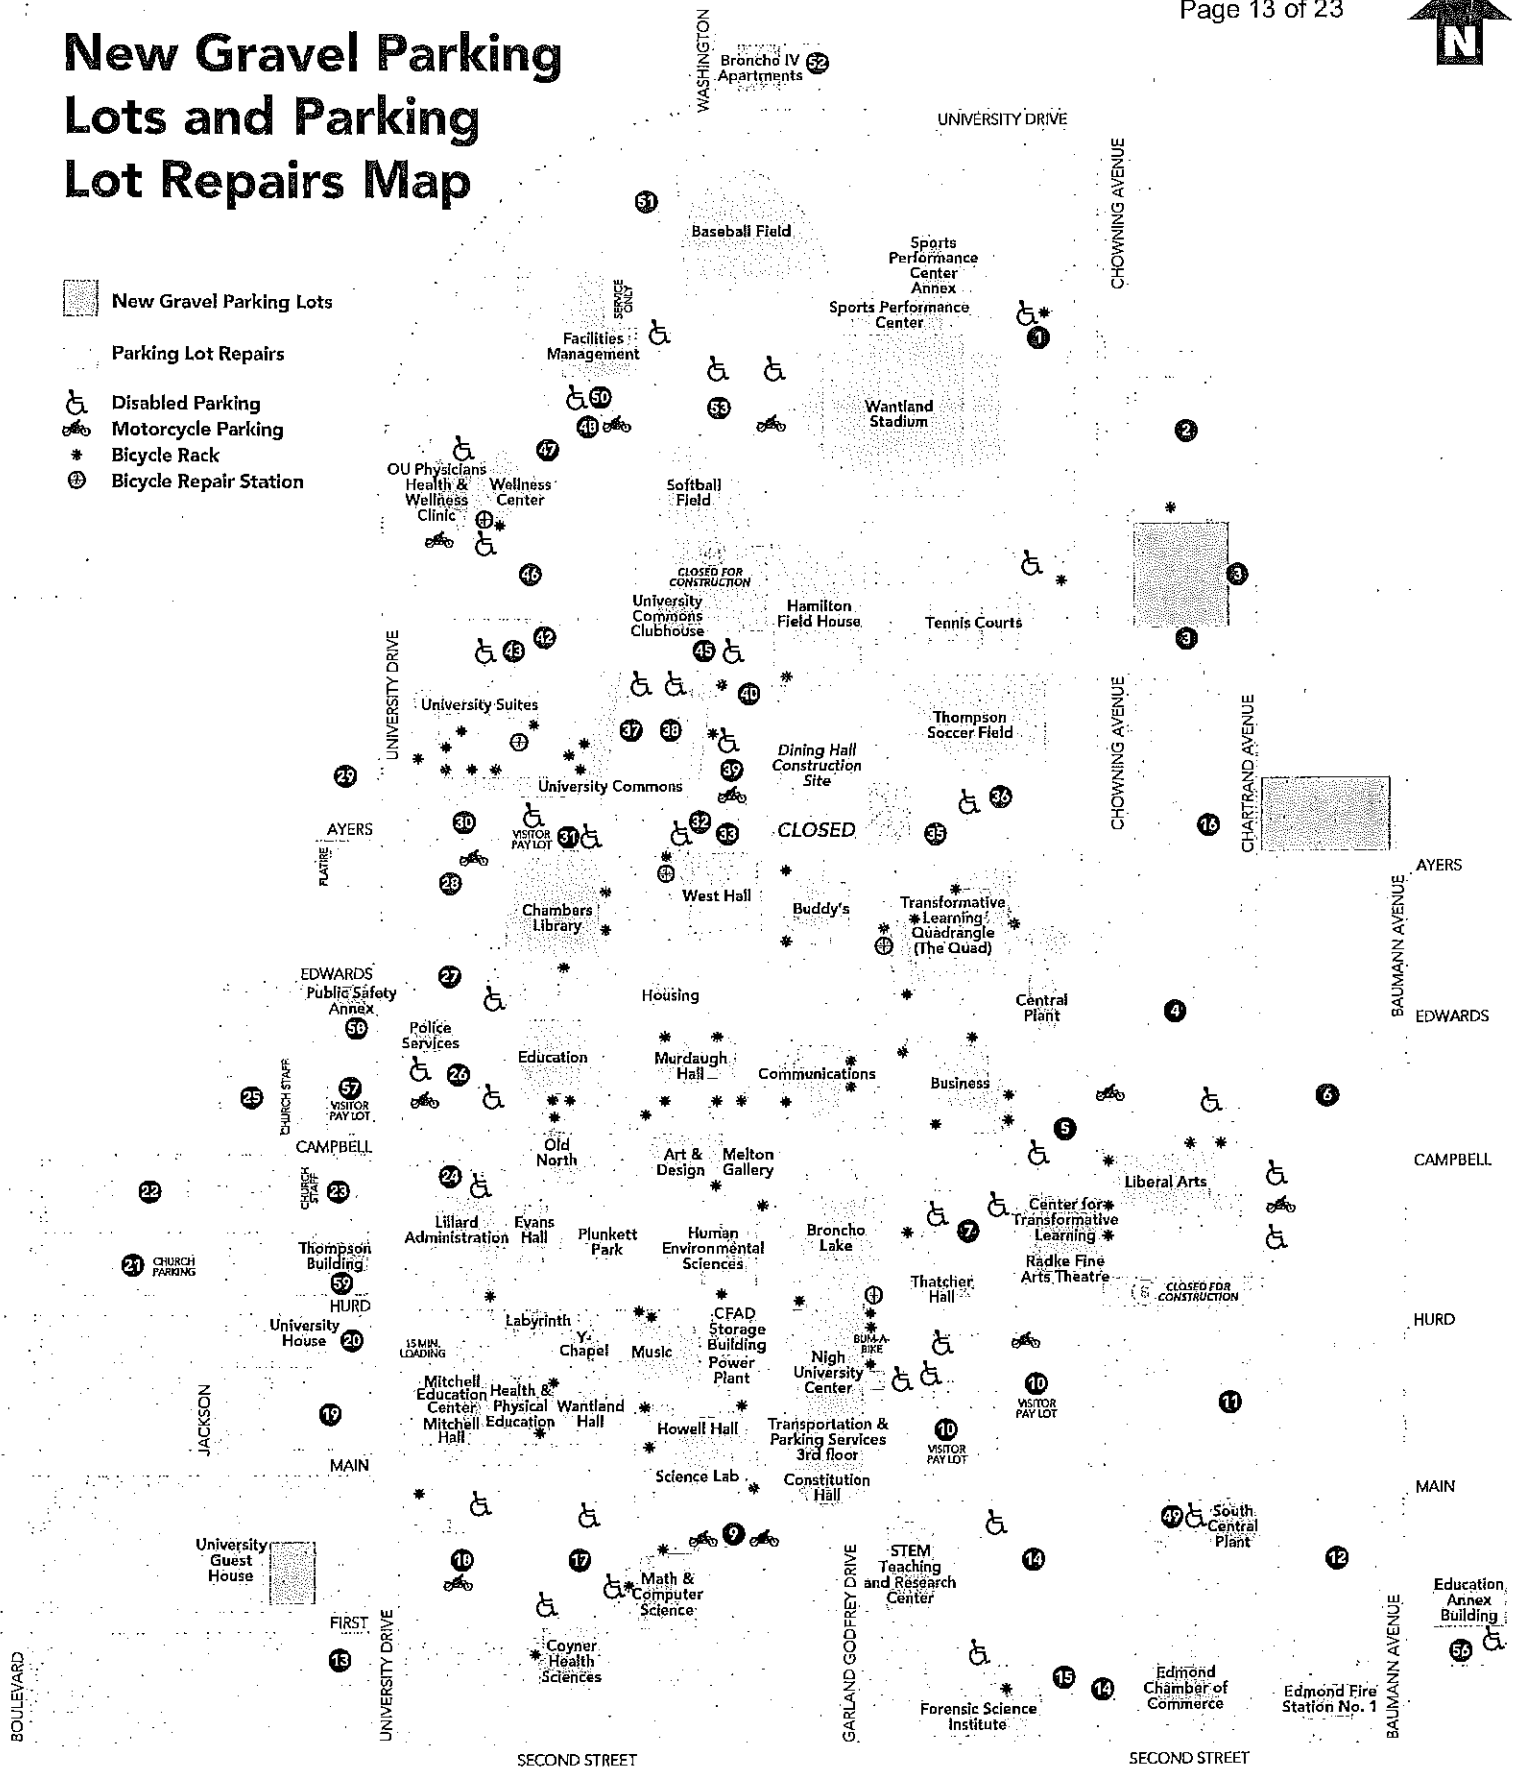 Page 13 of 23
N
New Gravel Parking
Lots and Parking
Lot Repairs Map
New Gravel Parking Lots
Parking Lot Repairs
Disabled Parking
Motorcycle Parking
Bicycle Rack
Bicycle Repair Station
WASHINGTON
Broncho IV
Apartments
52
UNIVERSITY DRIVE
CHOWNING AVENUE
51
Baseball Field
Sports
Performance
Center
Annex
SERVICE
ONLY
Sports Performance
Center
1
Facilities
Management
50
48
53
Wantland
Stadium
2
47
OU Physicians
Health &
Wellness
Clinic
Wellness
Center
Softball
Field
46
CLOSED FOR
CONSTRUCTION
3
University
Commons
Clubhouse
Hamilton
Field House
Tennis Courts
3
UNIVERSITY DRIVE
43
42
45
40
University Suites
37
38
Thompson
Soccer Field
CHOWNING AVENUE
CHARTRAND AVENUE
29
39
Dining Hall
Construction
Site
University Commons
36
AYERS
30
VISITOR
PAY LOT
31
32
33
CLOSED
35
16
FLATIRE
AYERS
28
Chambers
Library
West Hall
Buddy's
Transformative
Learning
Quadrangle
(The Quad)
BAUMANN AVENUE
EDWARDS
Public Safety
Annex
58
27
Housing
Central
Plant
4
EDWARDS
Police
Services
Education
Murdaugh
Hall
Communications
Business
25
CHURCH STAFF
57
VISITOR
PAY LOT
26
6
5
CAMPBELL
Old
North
Art &
Design
Melton
Gallery
CAMPBELL
22
CHURCH
STAFF
23
24
Liberal Arts
Lillard
Administration
Evans
Hall
Plunkett
Park
Human
Environmental
Sciences
Broncho
Lake
7
Center for
Transformative
Learning
Radke Fine
Arts Theatre
21
CHURCH
PARKING
Thompson
Building
59
Thatcher
Hall
CLOSED FOR
CONSTRUCTION
HURD
University
House
20
15 MIN.
LOADING
Labyrinth
Y-
Chapel
Music
CFAD
Storage
Building
Power
Plant
BUM-A-
BIKE
HURD
Nigh
University
Center
Mitchell
Education
Center
Mitchell
Hall
Health &
Physical
Education
Wantland
Hall
10
VISITOR
PAY LOT
11
JACKSON
19
Howell Hall
Transportation &
Parking Services
3rd floor
10
VISITOR
PAY LOT
MAIN
Science Lab
Constitution
Hall
MAIN
49
South
Central
Plant
9
University
Guest
House
18
17
Math &
Computer
Science
GARLAND GODFREY DRIVE
STEM
Teaching
and Research
Center
14
12
Education
Annex
Building
56
FIRST
13
UNIVERSITY DRIVE
Coyner
Health
Sciences
BOULEVARD
15
14
Edmond
Chamber of
Commerce
Edmond Fire
Station No. 1
BAUMANN AVENUE
Forensic Science
Institute
SECOND STREET
SECOND STREET